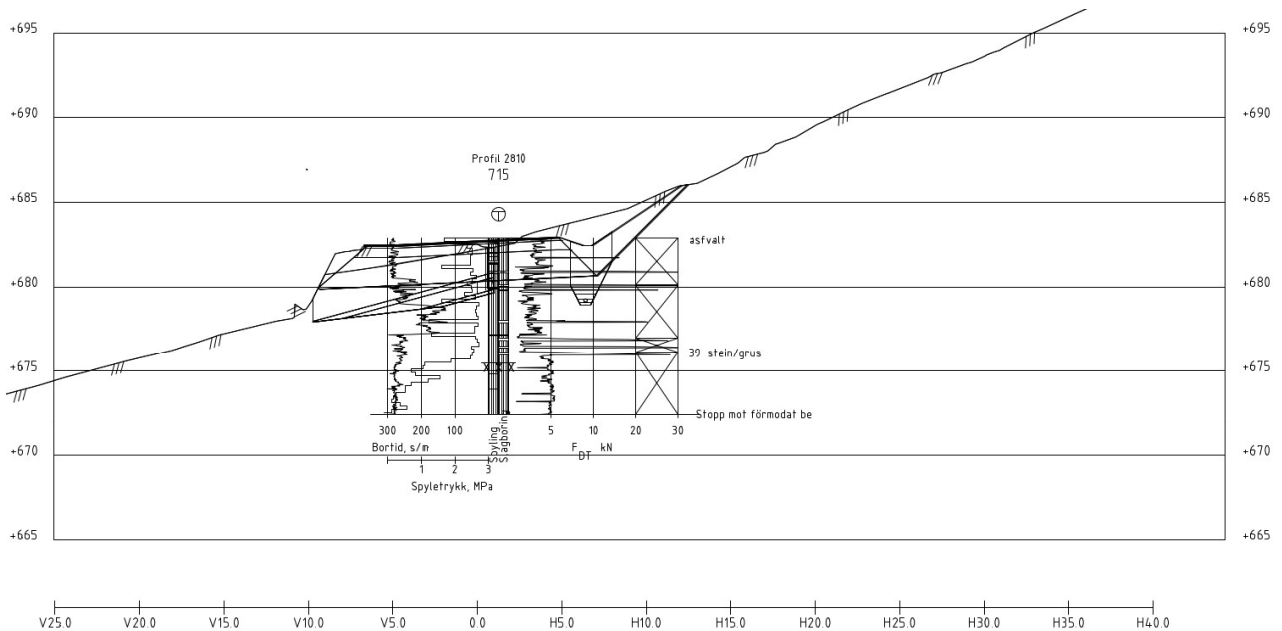 +695 +695
+690 +690
Profil 2810
715
+685 +685
asfvalt
+680 +680
39 stein/grus
+675 +675
Stopp mot förmodat be
300 200 100 5 10 20 30
Spyling
Slagboring
Bortid, s/m F DT kN
+670 +670
1 2 3
Spyletrykk, MPa
+665 +665
V25.0 V20.0 V15.0 V10.0 V5.0 0.0 H5.0 H10.0 H15.0 H20.0 H25.0 H30.0 H35.0 H40.0